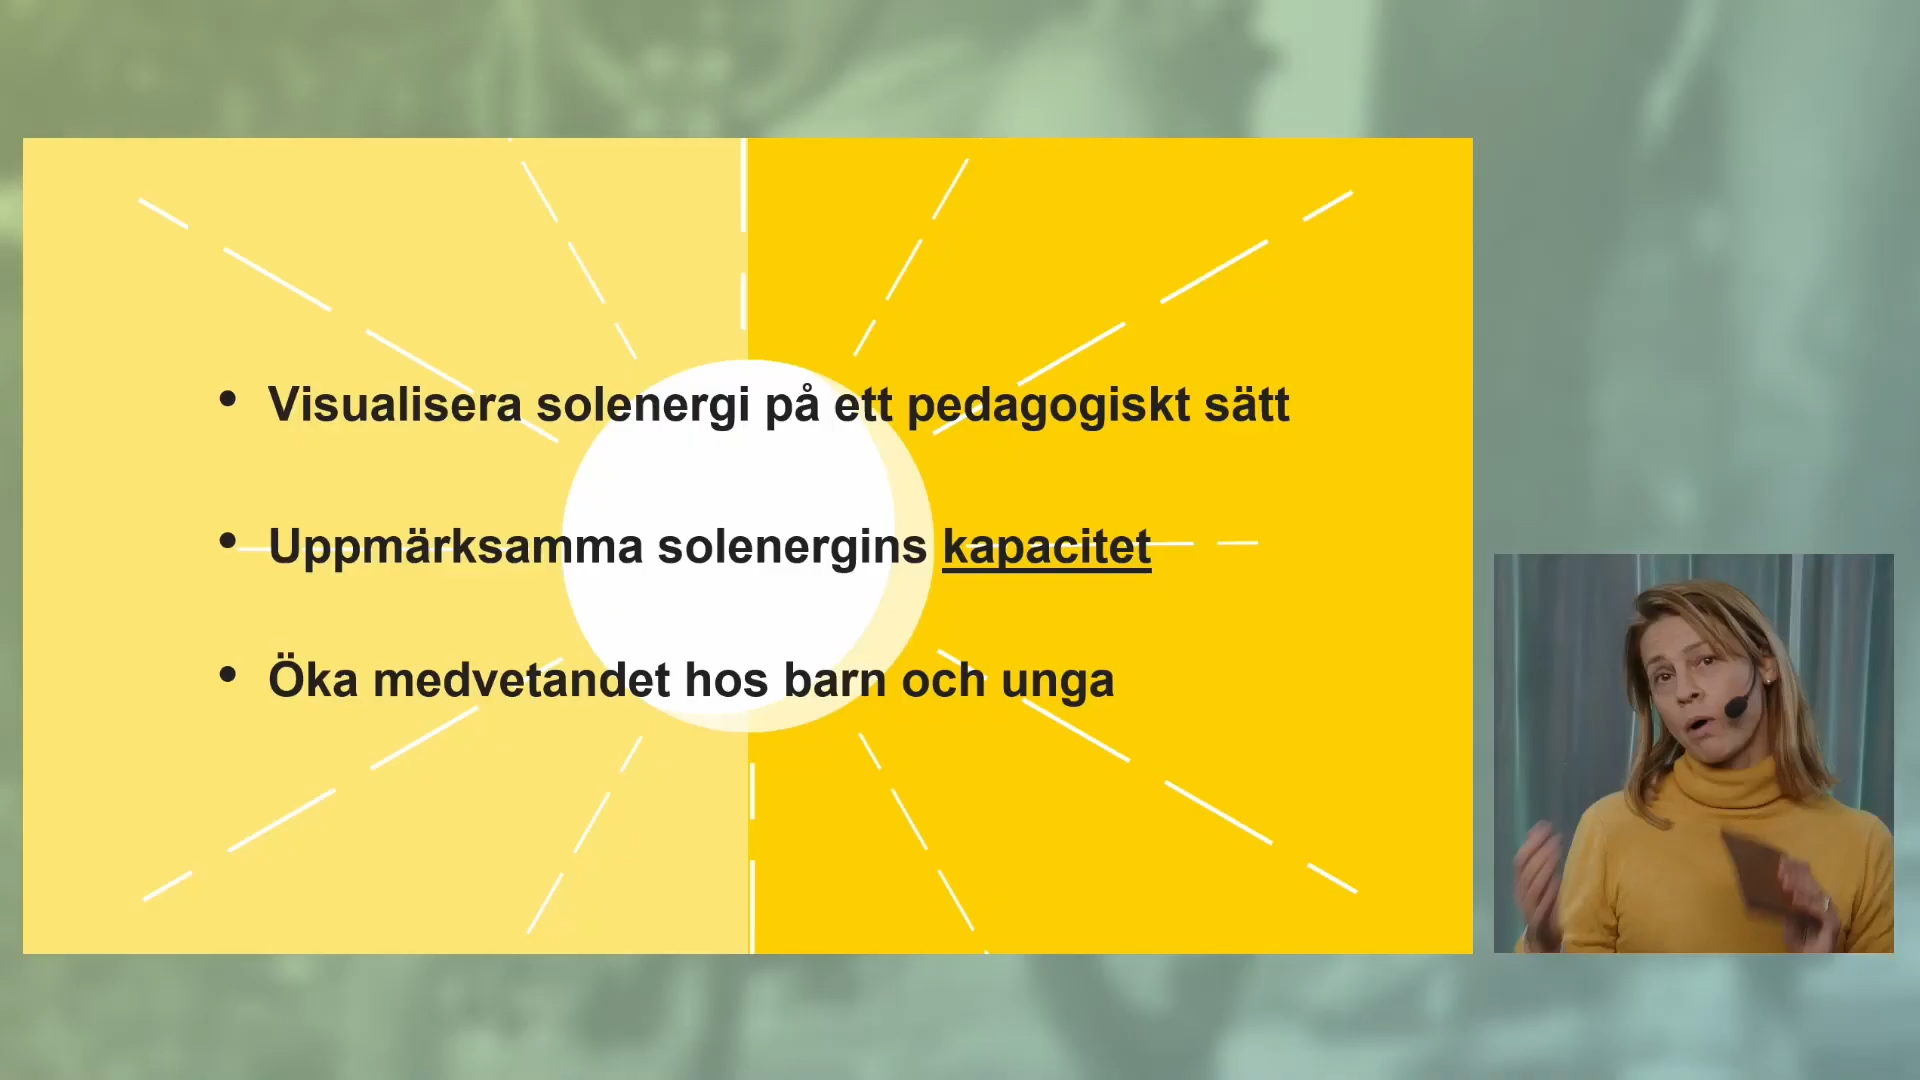 • Visualisera solenergi på ett pedagogiskt sätt
• Uppmärksamma solenergins kapacitet
• Öka medvetandet hos barn och unga